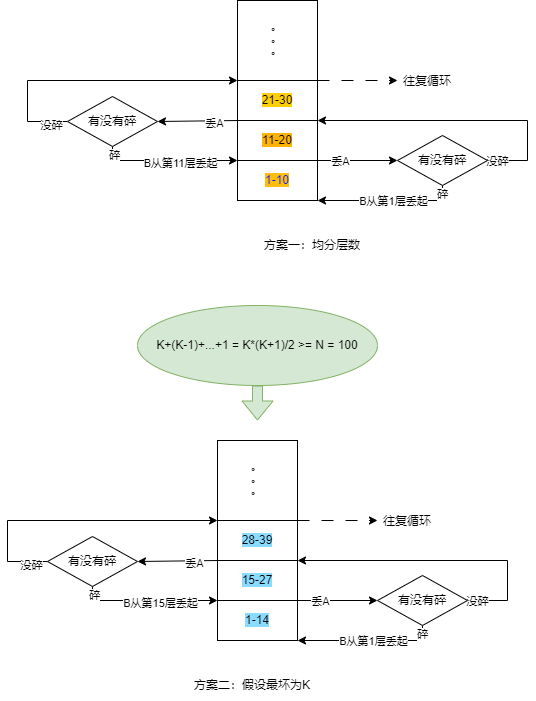 往复循环
21-30
有没有碎
没碎
丢A
11-20
碎
B从第11层丢起
丢A
有没有碎
没碎
1-10
碎
B从第1层丢起
方案一：均分层数
K+(K-1)+...+1 = K*(K+1)/2 >= N = 100
往复循环
28-39
有没有碎
没碎
丢A
15-27
碎
B从第15层丢起
丢A
有没有碎
没碎
1-14
碎
B从第1层丢起
方案二：假设最坏为K